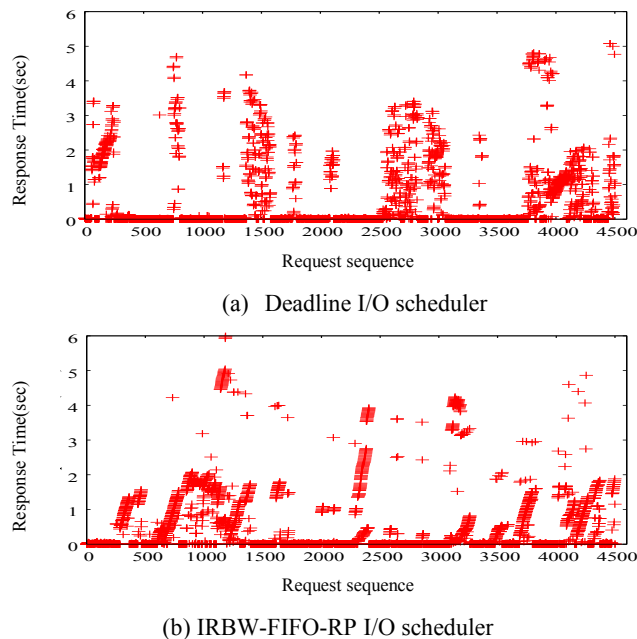 6
5
4
3
2
1
0
0 500 1000 1500 2000 2500 3000 3500 4000 4500
Response Time(sec)
Request sequence
(a) Deadline I/O scheduler
6
5
4
3
2
1
0
0 500 1000 1500 2000 2500 3000 3500 4000 4500
Response Time(sec)
Request sequence
(b) IRBW-FIFO-RP I/O scheduler